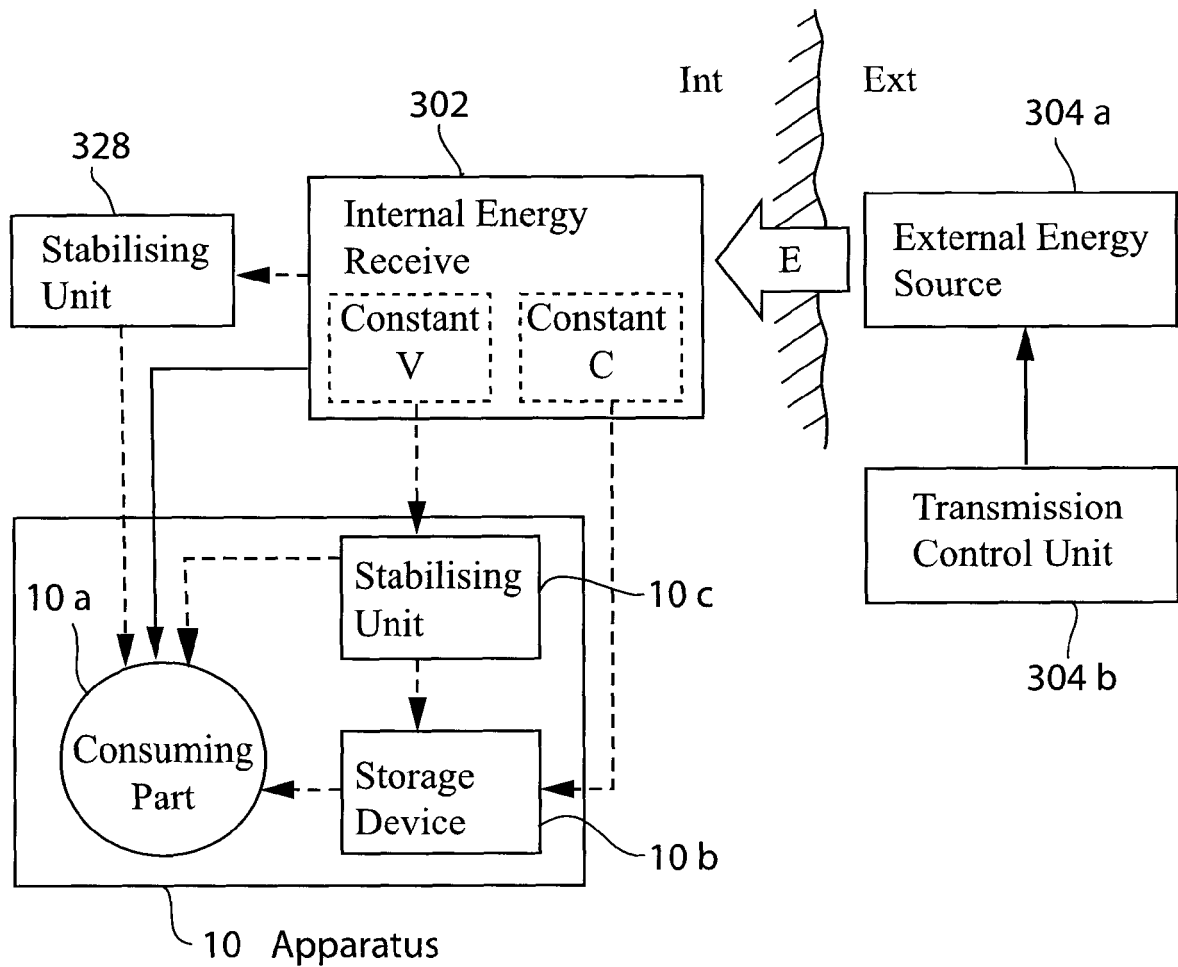 Int
Ext
302
304 a
328
Internal Energy
Receive
External Energy
Source
Stabilising
Unit
E
Constant
V
Constant
C
Transmission
Control Unit
Stabilising
Unit
10 c
10 a
304 b
Consuming
Part
Storage
Device
10 b
10 Apparatus